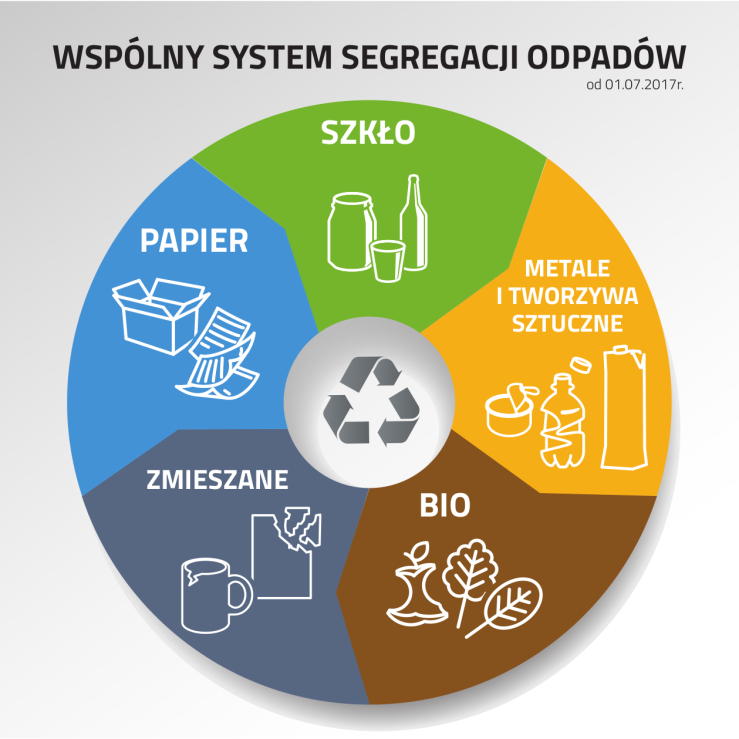 WSPÓLNY SYSTEM SEGREGACJI ODPADÓW
od 01.07.2017r.
SZKŁO
PAPIER
METALE
I TWORZYWA
SZTUCZNE
ZMIESZANE
BIO